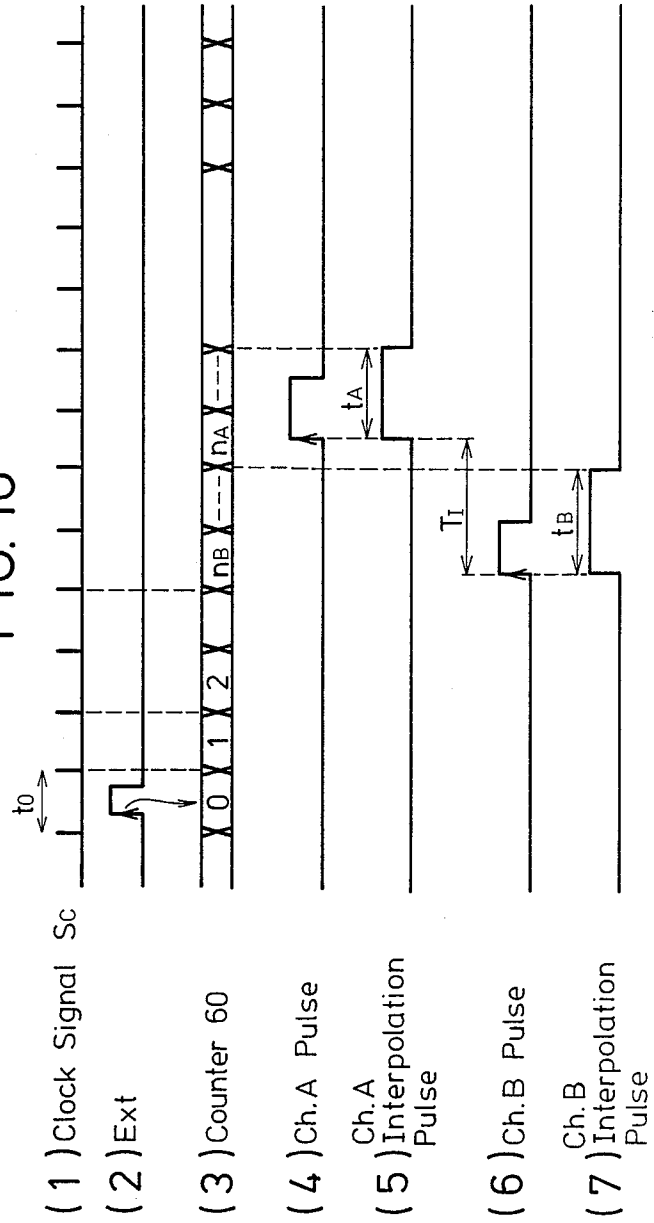 FIG.
(1) Clock Signal Sc
t0
(2) Ext
(3) Counter 60
0 1 2 nB ---- nA ----
(4) Ch.A Pulse
(5) Ch.A
Interpolation
Pulse
tA
TI
(6) Ch.B Pulse
(7) Ch.B
Interpolation
Pulse
tB